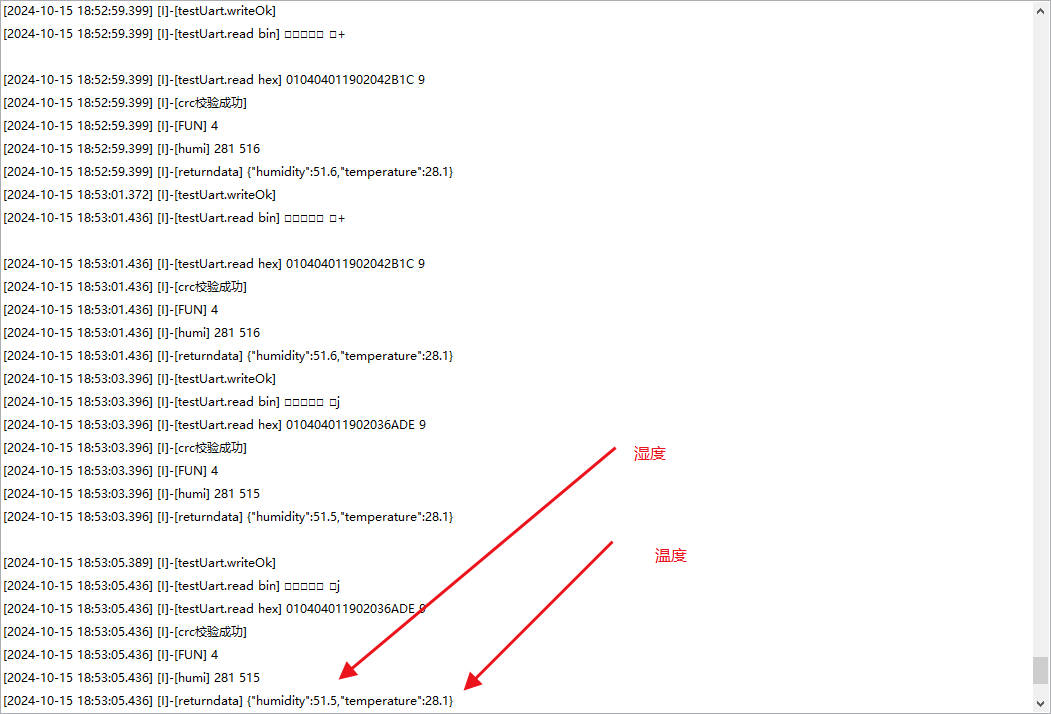 [2024-10-15 18:52:59.399] [I]-[testUart.writeOk]
[2024-10-15 18:52:59.399] [I]-[testUart.read bin] □□□□□ □+
[2024-10-15 18:52:59.399] [I]-[testUart.read hex] 010404011902042B1C 9
[2024-10-15 18:52:59.399] [I]-[crc校验成功]
[2024-10-15 18:52:59.399] [I]-[FUN] 4
[2024-10-15 18:52:59.399] [I]-[humi] 281 516
[2024-10-15 18:52:59.399] [I]-[returndata] {"humidity":51.6,"temperature":28.1}
[2024-10-15 18:53:01.372] [I]-[testUart.writeOk]
[2024-10-15 18:53:01.436] [I]-[testUart.read bin] □□□□□ □+
[2024-10-15 18:53:01.436] [I]-[testUart.read hex] 010404011902042B1C 9
[2024-10-15 18:53:01.436] [I]-[crc校验成功]
[2024-10-15 18:53:01.436] [I]-[FUN] 4
[2024-10-15 18:53:01.436] [I]-[humi] 281 516
[2024-10-15 18:53:01.436] [I]-[returndata] {"humidity":51.6,"temperature":28.1}
[2024-10-15 18:53:03.396] [I]-[testUart.writeOk]
[2024-10-15 18:53:03.396] [I]-[testUart.read bin] □□□□□ □j
[2024-10-15 18:53:03.396] [I]-[testUart.read hex] 010404011902036ADE 9
[2024-10-15 18:53:03.396] [I]-[crc校验成功]
湿度
[2024-10-15 18:53:03.396] [I]-[FUN] 4
[2024-10-15 18:53:03.396] [I]-[humi] 281 515
[2024-10-15 18:53:03.396] [I]-[returndata] {"humidity":51.5,"temperature":28.1}
温度
[2024-10-15 18:53:05.389] [I]-[testUart.writeOk]
[2024-10-15 18:53:05.436] [I]-[testUart.read bin] □□□□□ □j
[2024-10-15 18:53:05.436] [I]-[testUart.read hex] 010404011902036ADE 9
[2024-10-15 18:53:05.436] [I]-[crc校验成功]
[2024-10-15 18:53:05.436] [I]-[FUN] 4
[2024-10-15 18:53:05.436] [I]-[humi] 281 515
[2024-10-15 18:53:05.436] [I]-[returndata] {"humidity":51.5,"temperature":28.1}